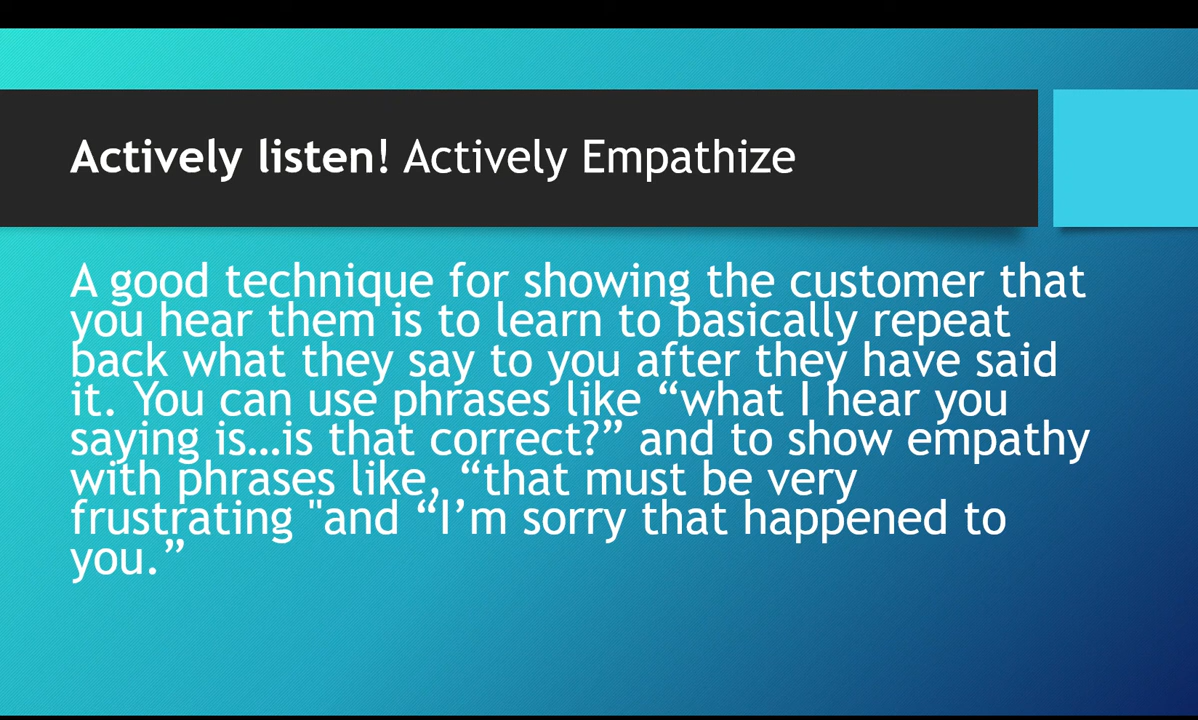 Actively listen! Actively Empathize
A good technique for showing the customer that
you hear them is to learn to basically repeat
back what they say to you after they have said
it. You can use phrases like “what I hear you
saying is…is that correct?” and to show empathy
with phrases like, “that must be very
frustrating "and “I’m sorry that happened to
you.”